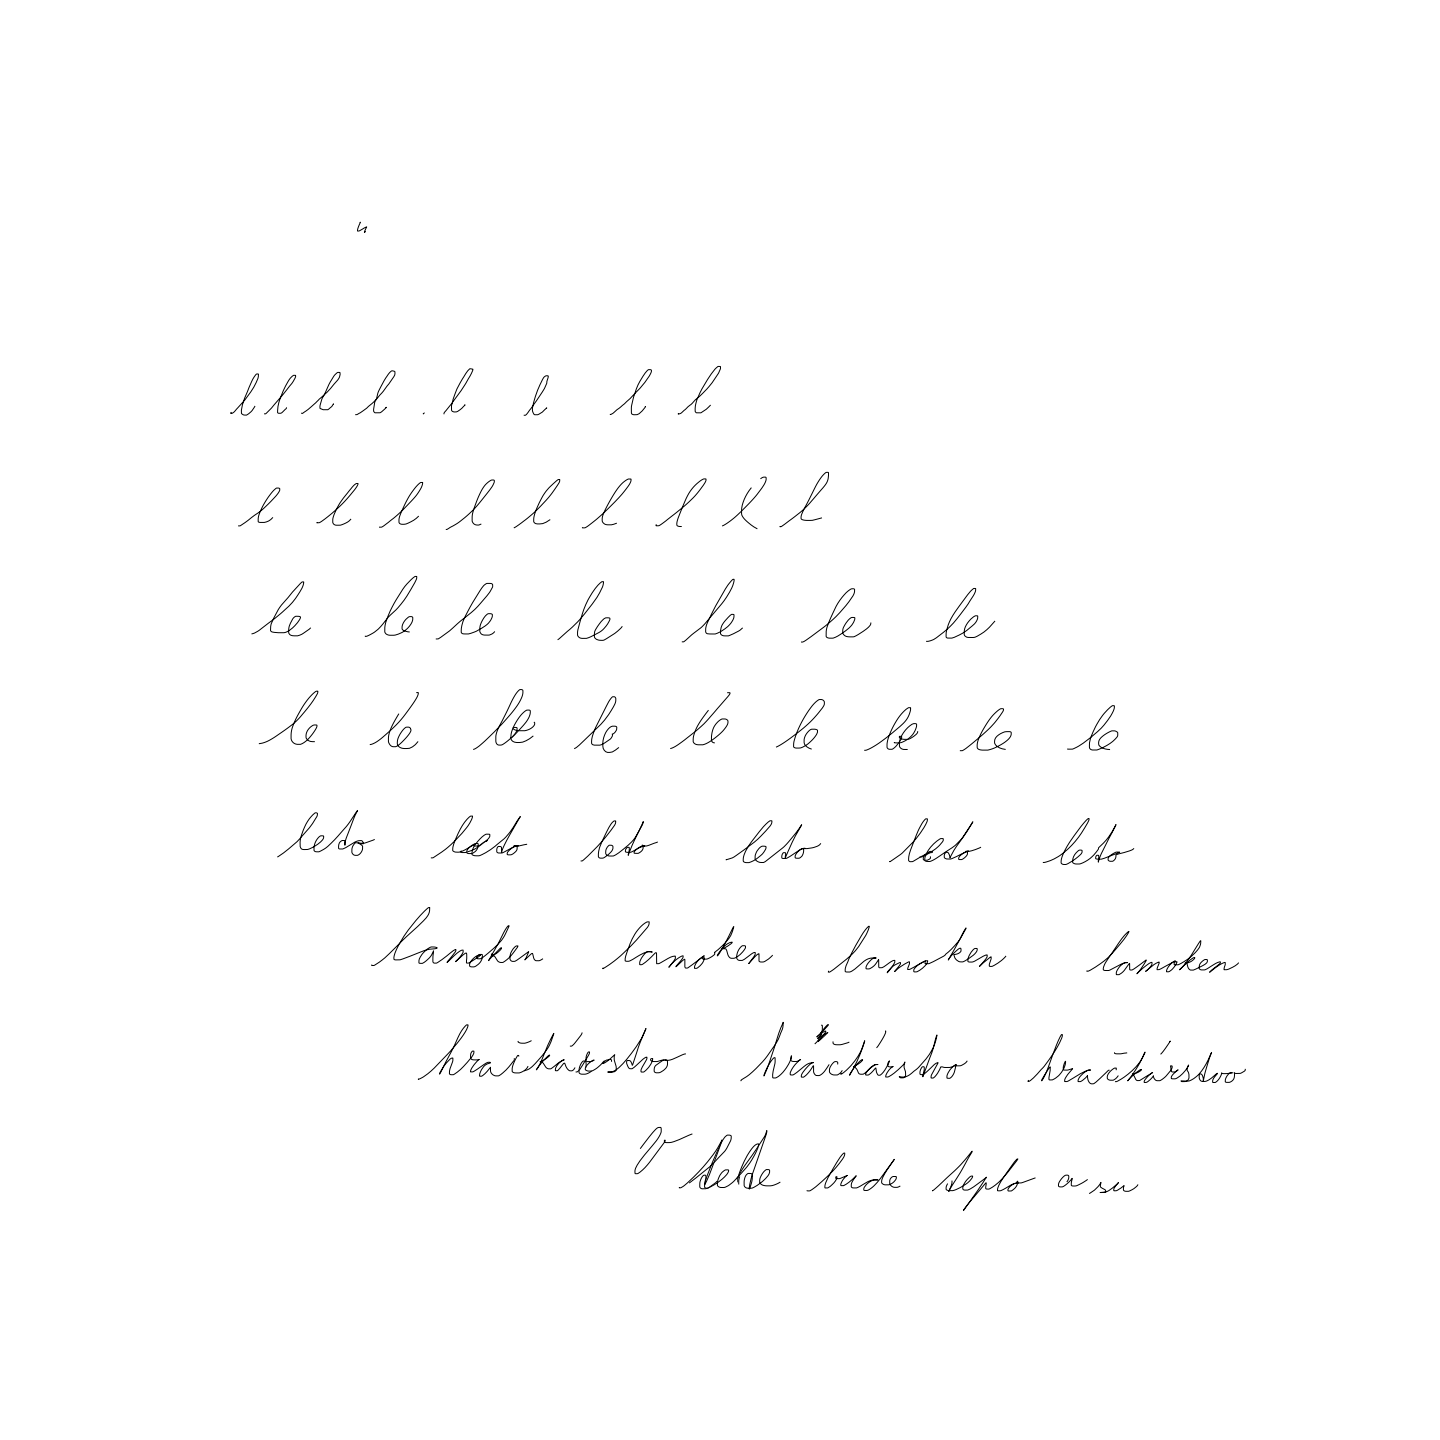 l l l l . l l l l
l l l l l l l l l
le le le le le le le
le le le le le le le le le
leto leto leto leto leto leto
lamoken lamoken lamoken lamoken
hračkárstvo hračkárstvo hračkárstvo
V bude teplo a su